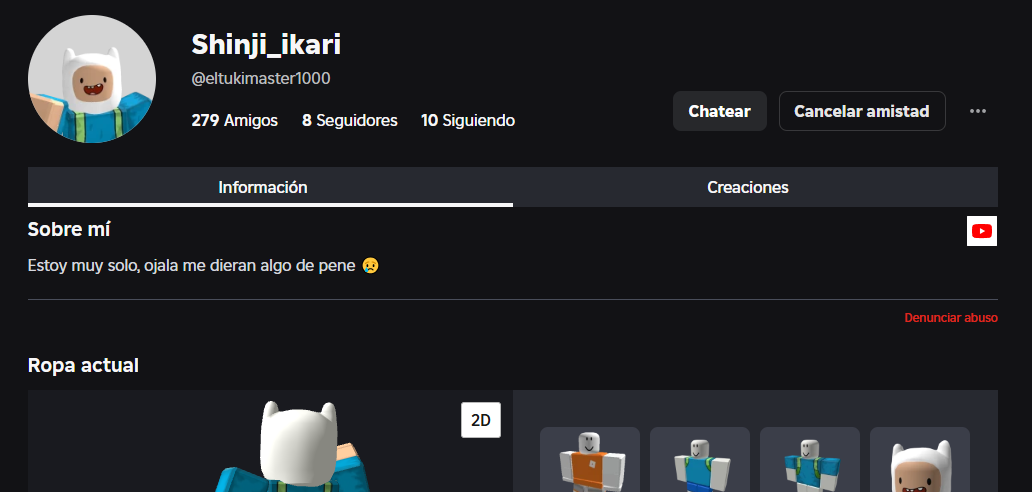 Shinji_ikari
@eltukimaster1000
279 Amigos 8 Seguidores 10 Siguiendo
Chatear Cancelar amistad
Información Creaciones
Sobre mí
Estoy muy solo, ojala me dieran algo de pene 😢
Denunciar abuso
Ropa actual
2D